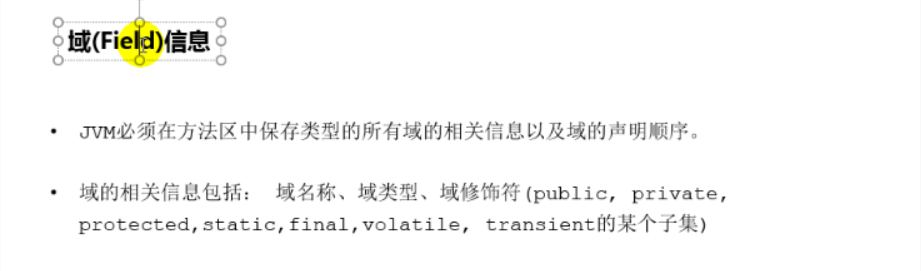 域(Field)信息
• JVM必须在方法区中保存类型的所有域的相关信息以及域的声明顺序。
• 域的相关信息包括： 域名称、域类型、域修饰符(public, private,
protected,static,final,volatile, transient的某个子集)